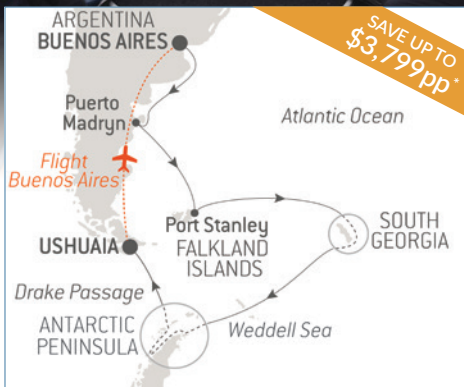 ARGENTINA
BUENOS AIRES
SAVE UP TO
$3,799pp*
Puerto
Madryn
Atlantic Ocean
Flight
Buenos Aires
Port Stanley
FALKLAND
ISLANDS
SOUTH
GEORGIA
USHUAIA
Drake Passage
ANTARCTIC
PENINSULA
Weddell Sea